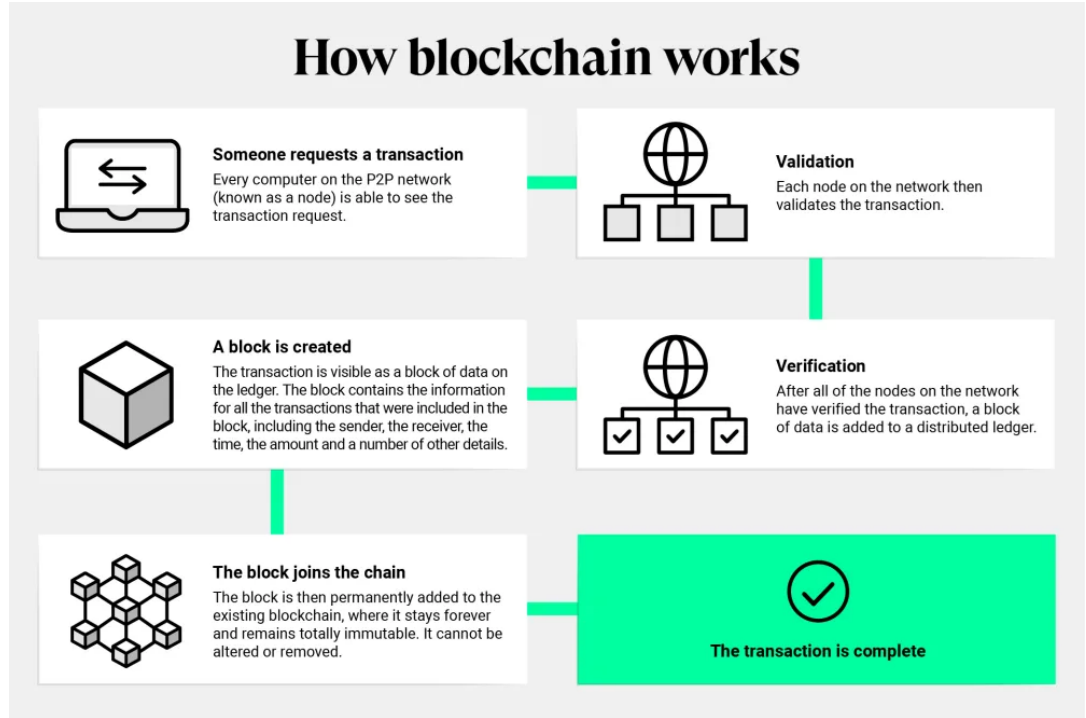 How blockchain works
Someone requests a transaction
Every computer on the P2P network
(known as a node) is able to see the
transaction request.
Validation
Each node on the network then
validates the transaction.
Verification
After all of the nodes on the network
have verified the transaction, a block
of data is added to a distributed ledger.
A block is created
The transaction is visible as a block of data on
the ledger. The block contains the information
for all the transactions that were included in the
block, including the sender, the receiver, the
time, the amount and a number of other details.
The block joins the chain
The block is then permanently added to the
existing blockchain, where it stays forever
and remains totally immutable. It cannot be
altered or removed.
The transaction is complete